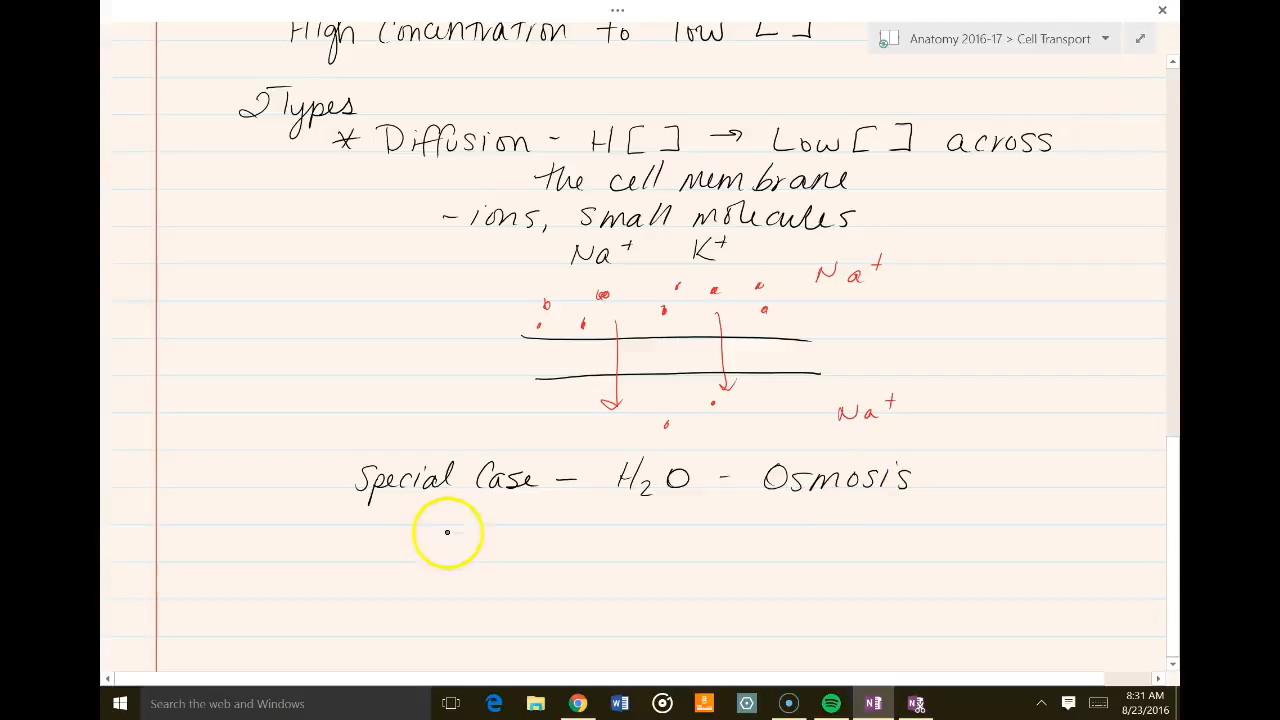 High Concentration to low [ ]
Anatomy 2016-17 > Cell Transport
2 Types
* Diffusion - H [ ] → Low [ ] across
the cell membrane
- ions, small molecules
Na+ K+
Na+
Na+
Special Case - H2O - Osmosis
Search the web and Windows
8:31 AM
8/23/2016